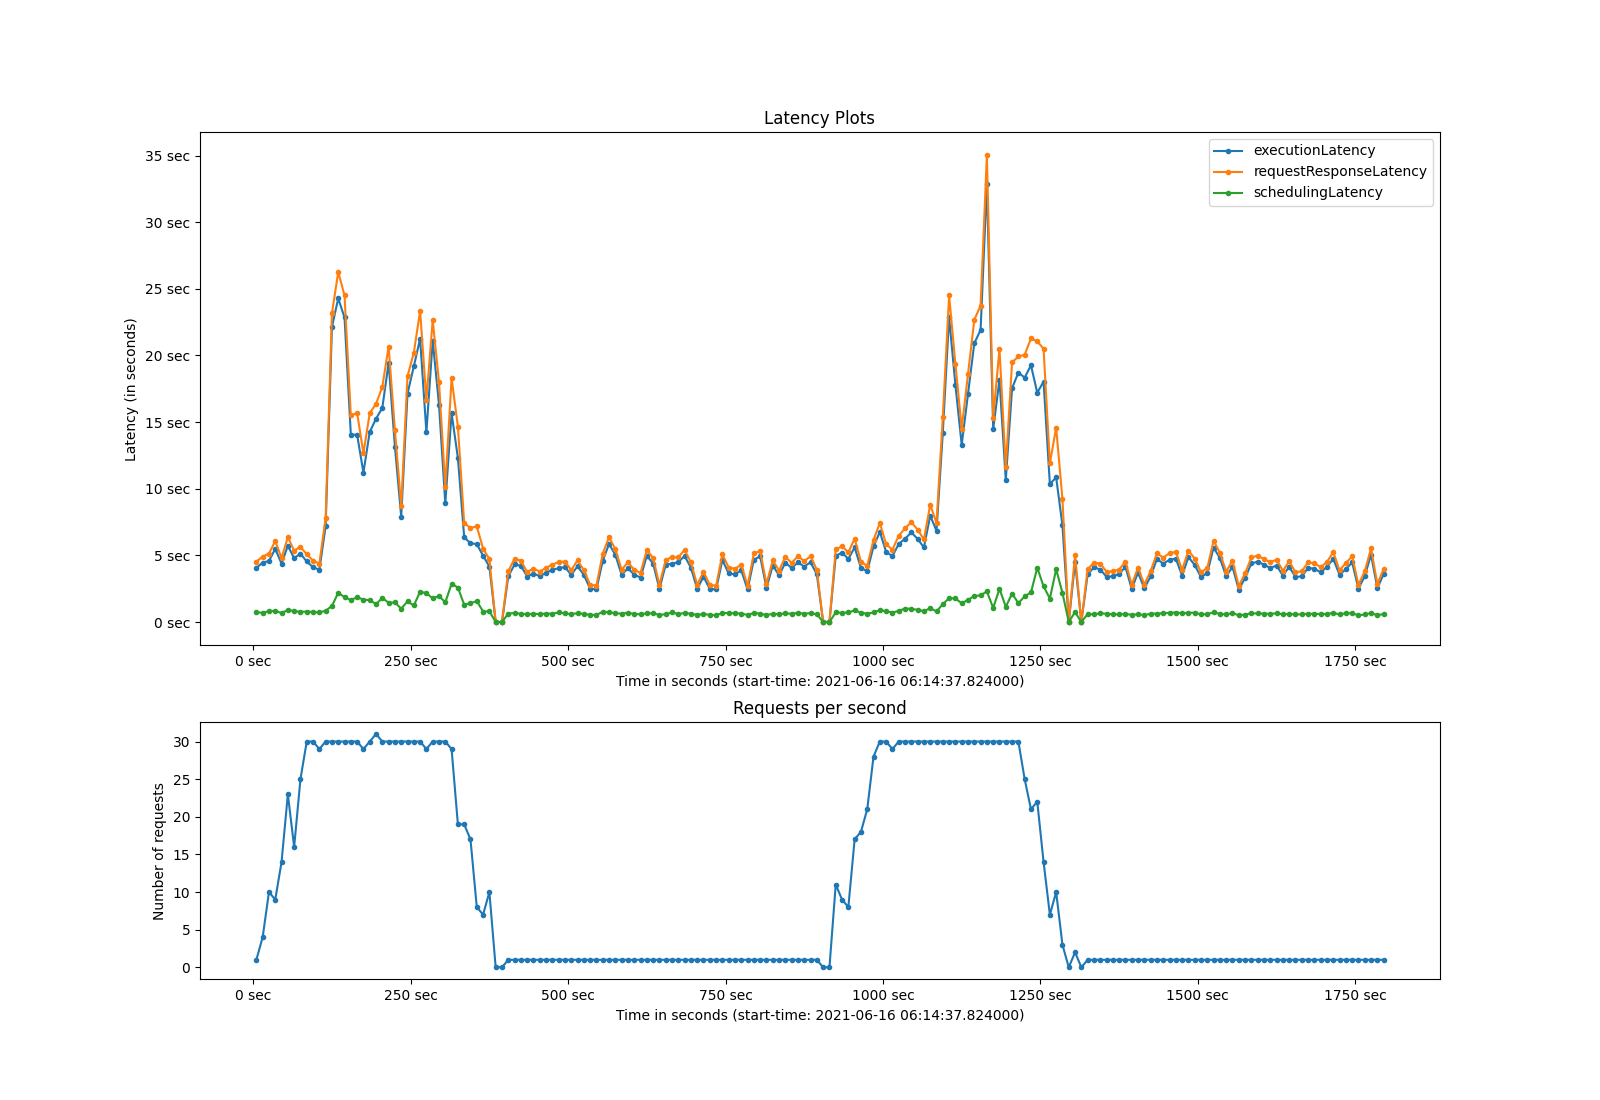 Latency Plots
executionLatency
requestResponseLatency
schedulingLatency
Latency (in seconds)
35 sec
30 sec
25 sec
20 sec
15 sec
10 sec
5 sec
0 sec
0 sec 250 sec 500 sec 750 sec 1000 sec 1250 sec 1500 sec 1750 sec
Time in seconds (start-time: 2021-06-16 06:14:37.824000)
Requests per second
Number of requests
30
25
20
15
10
5
0
0 sec 250 sec 500 sec 750 sec 1000 sec 1250 sec 1500 sec 1750 sec
Time in seconds (start-time: 2021-06-16 06:14:37.824000)